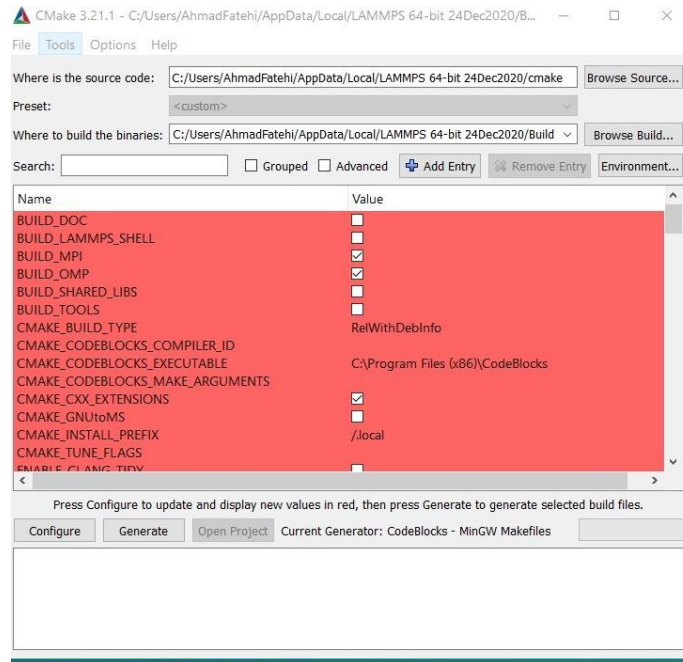 CMake 3.21.1 - C:/Users/AhmadFatehi/AppData/Local/LAMMPS 64-bit 24Dec2020/B...
File Tools Options Help
Where is the source code: C:/Users/AhmadFatehi/AppData/Local/LAMMPS 64-bit 24Dec2020/cmake Browse Source...
Preset: <custom>
Where to build the binaries: C:/Users/AhmadFatehi/AppData/Local/LAMMPS 64-bit 24Dec2020/Build Browse Build...
Search: Grouped Advanced Add Entry Remove Entry Environment...
Name Value
BUILD_DOC
BUILD_LAMMPS_SHELL
BUILD_MPI
BUILD_OMP
BUILD_SHARED_LIBS
BUILD_TOOLS
CMAKE_BUILD_TYPE RelWithDebInfo
CMAKE_CODEBLOCKS_COMPILER_ID
CMAKE_CODEBLOCKS_EXECUTABLE C:\Program Files (x86)\CodeBlocks
CMAKE_CODEBLOCKS_MAKE_ARGUMENTS
CMAKE_CXX_EXTENSIONS
CMAKE_GNUtoMS
CMAKE_INSTALL_PREFIX /.local
CMAKE_TUNE_FLAGS
ENABLE_CLANG_TIDY
Press Configure to update and display new values in red, then press Generate to generate selected build files.
Configure Generate Open Project Current Generator: CodeBlocks - MinGW Makefiles